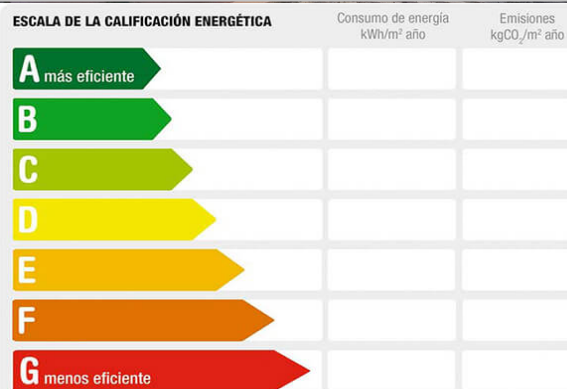 ESCALA DE LA CALIFICACIÓN ENERGÉTICA
Consumo de energía
kWh/m² año
Emisiones
kgCO₂/m² año
A más eficiente
B
C
D
E
F
G menos eficiente